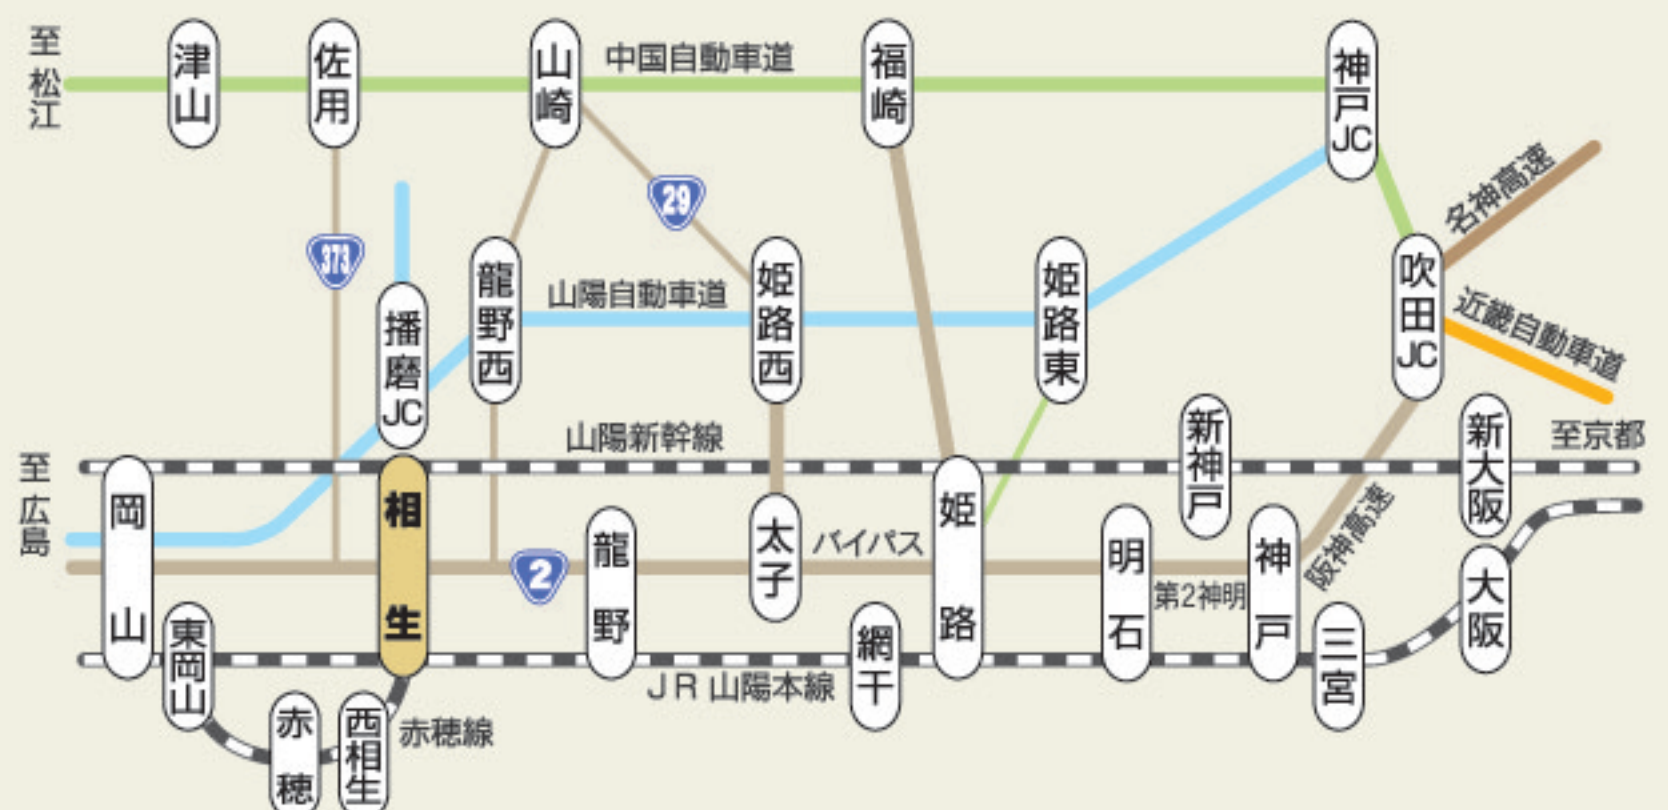 至松江
津山
佐用
山崎
中国自動車道
福崎
神戸JC
名神高速
29
373
播磨JC
龍野西
山陽自動車道
姫路西
姫路東
吹田JC
近畿自動車道
至広島
山陽新幹線
新神戸
新大阪
至京都
岡山
相生
2
龍野
太子
バイパス
姫路
明石
第2神明
神戸
阪神高速
大阪
東岡山
JR山陽本線
網干
三宮
赤穂
西相生
赤穂線